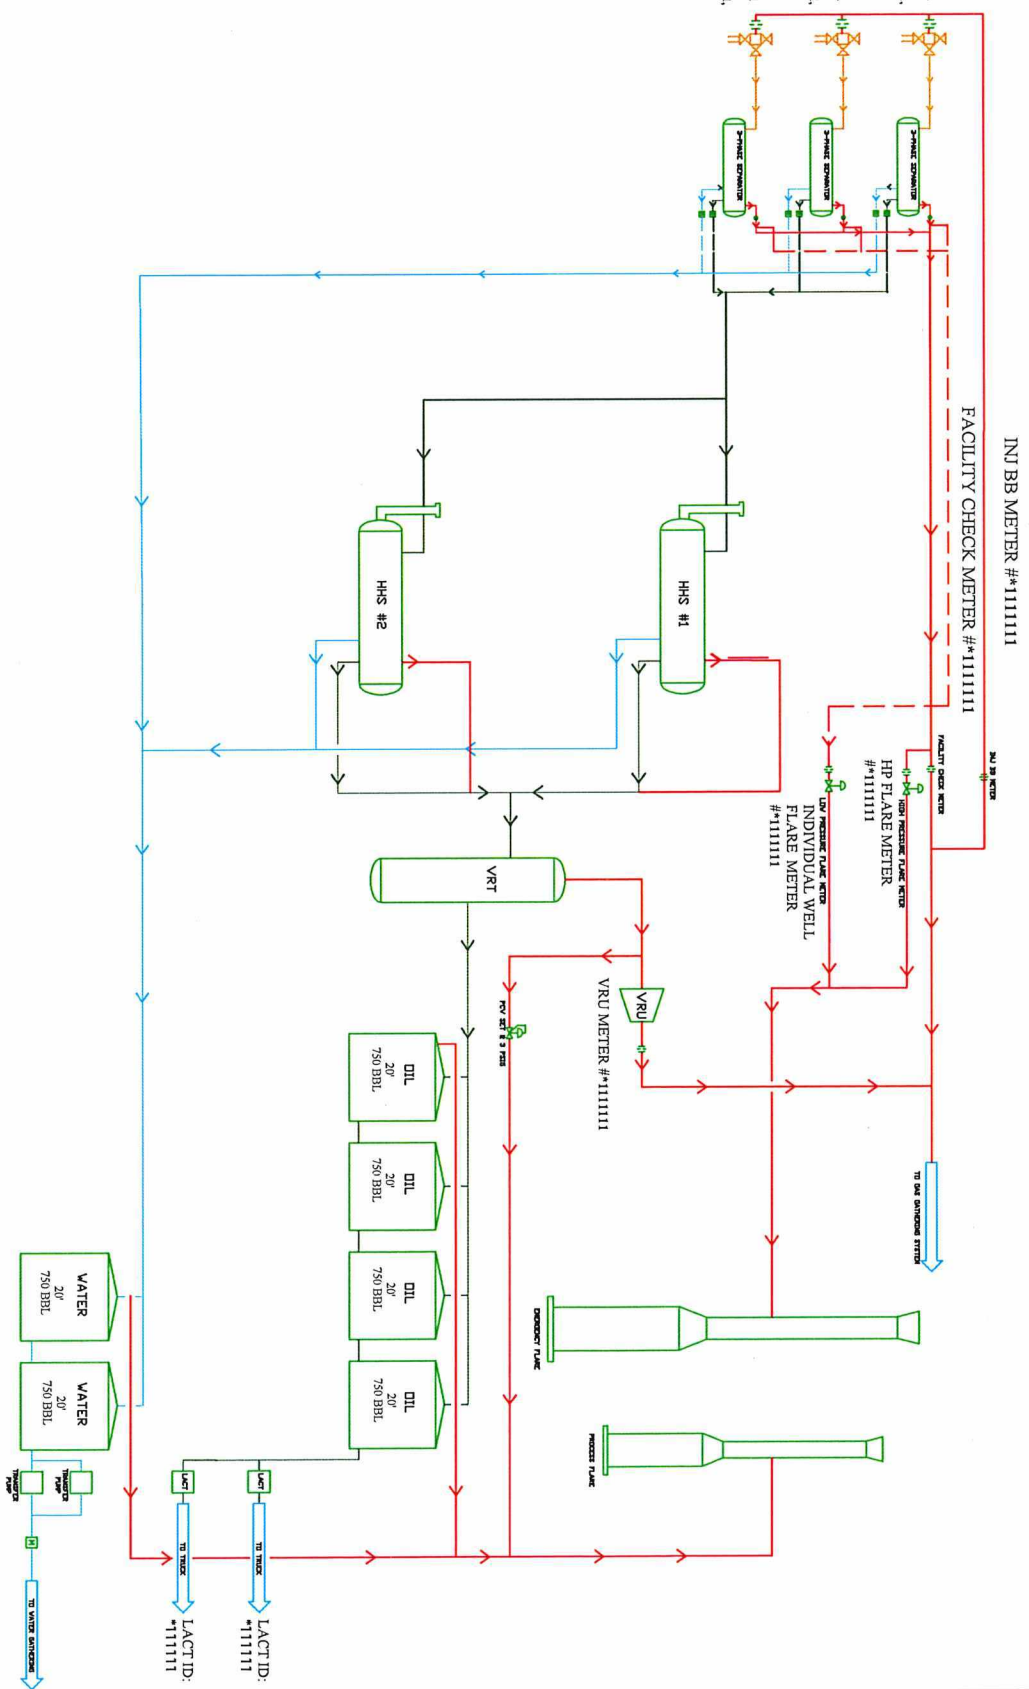 INJ BB METER #*1111111
FACILITY CHECK METER #*1111111
INJ BB METER
FACILITY CHECK METER
HIGH PRESSURE FLARE METER
HP FLARE METER
#*1111111
LOW PRESSURE FLARE METER
INDIVIDUAL WELL
FLARE METER
#*1111111
3-PHASE SEPARATOR
3-PHASE SEPARATOR
3-PHASE SEPARATOR
HHS #1
HHS #2
VRT
VRU
VRU METER #*1111111
PCV SET @ 3 PSIG
TO GAS GATHERING SYSTEM
EMERGENCY FLARE
PROCESS FLARE
OIL
20'
750 BBL
OIL
20'
750 BBL
OIL
20'
750 BBL
OIL
20'
750 BBL
LACT
TO TRUCK
LACT ID:
*111111
LACT
TO TRUCK
LACT ID:
*111111
WATER
20'
750 BBL
WATER
20'
750 BBL
TRANSFER
PUMP
TRANSFER
PUMP
M
TO WATER GATHERING